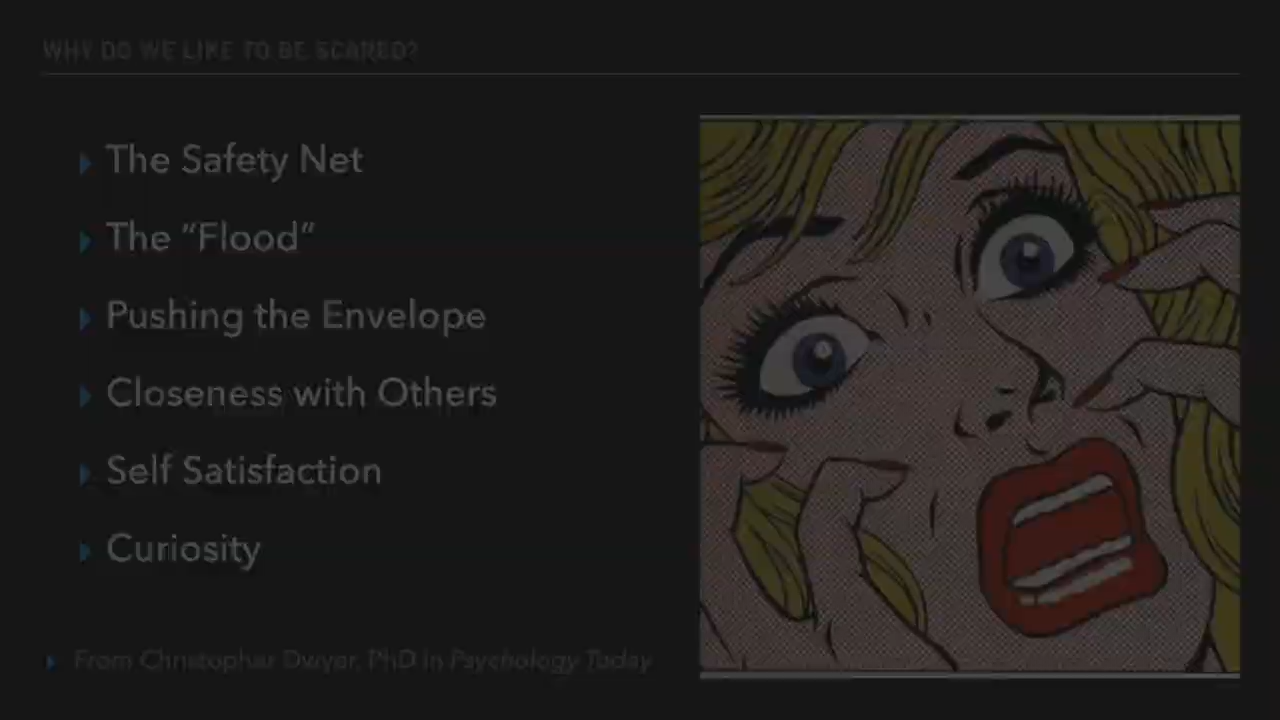 WHY DO WE LIKE TO BE SCARED?
The Safety Net
The “Flood”
Pushing the Envelope
Closeness with Others
Self Satisfaction
Curiosity
From Christopher Dwyer, PhD in Psychology Today